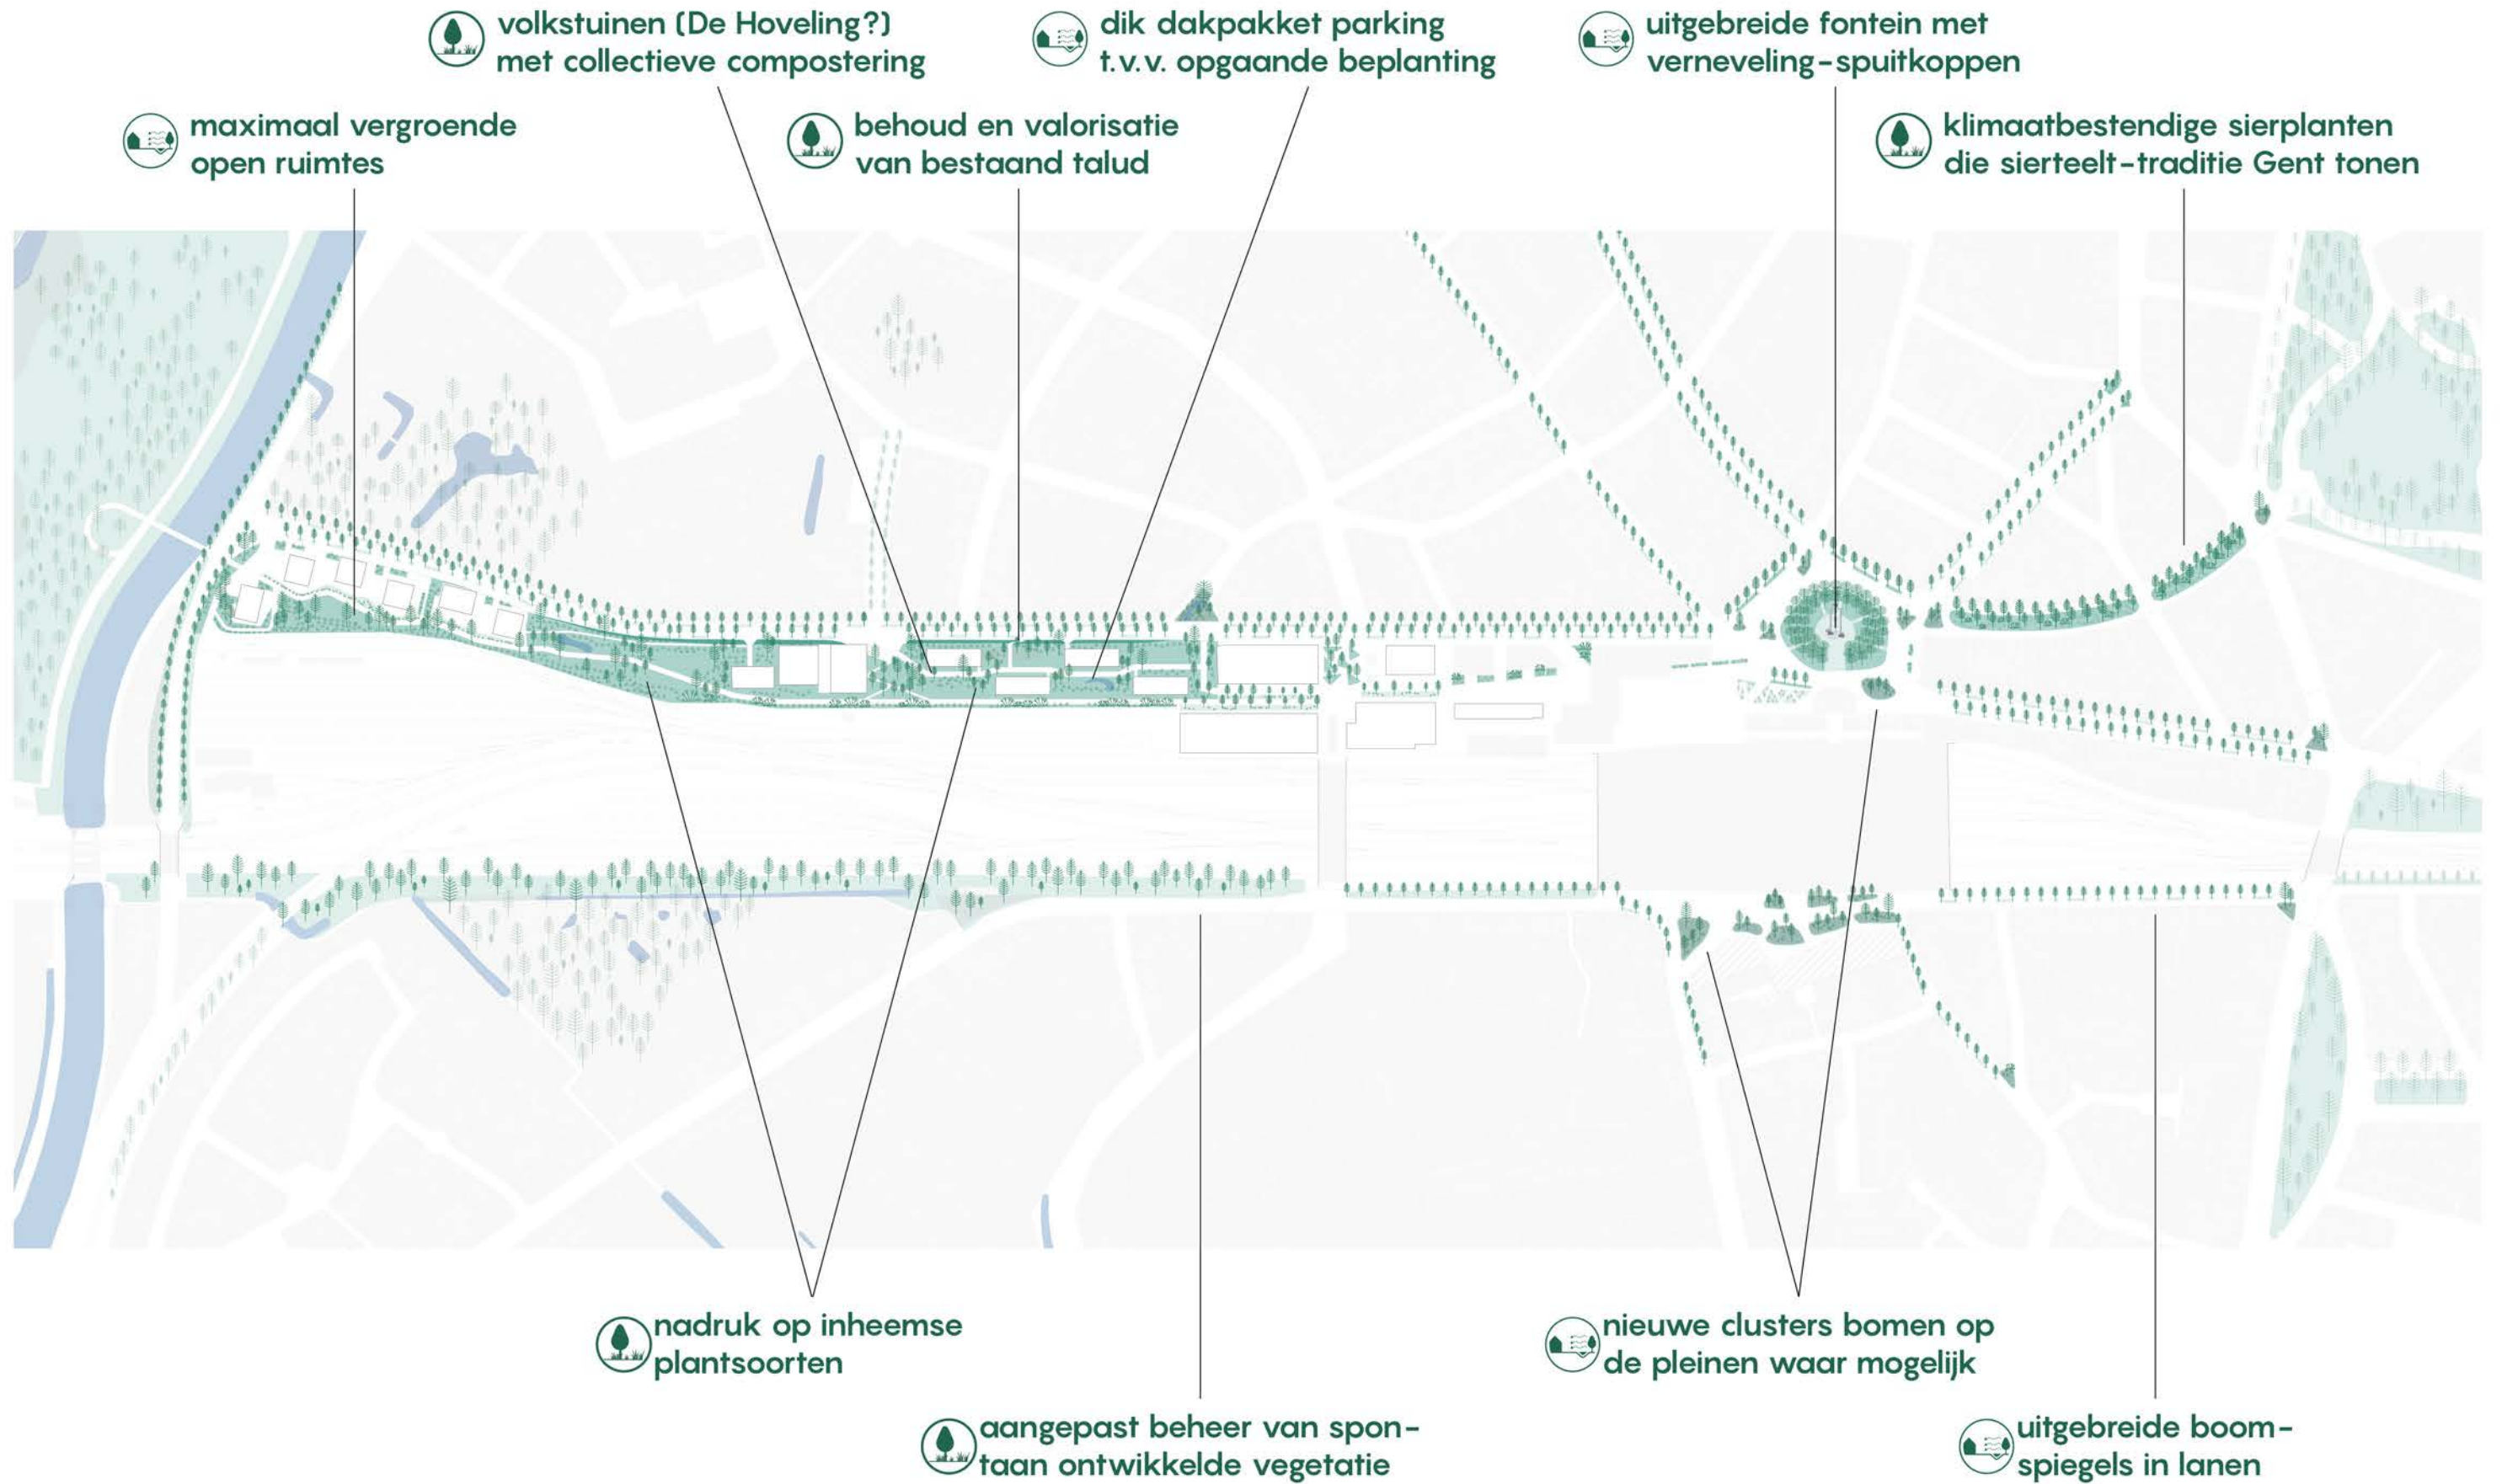 volkstuinen (De Hoveling?)
met collectieve compostering
dik dakpakket parking
t.v.v. opgaande beplanting
uitgebreide fontein met
verneveling-spuitkoppen
maximaal vergroende
open ruimtes
behoud en valorisatie
van bestaand talud
klimaatbestendige sierplanten
die sierteelt-traditie Gent tonen
nadruk op inheemse
plantsoorten
nieuwe clusters bomen op
de pleinen waar mogelijk
aangepast beheer van spon-
taan ontwikkelde vegetatie
uitgebreide boom-
spiegels in lanen